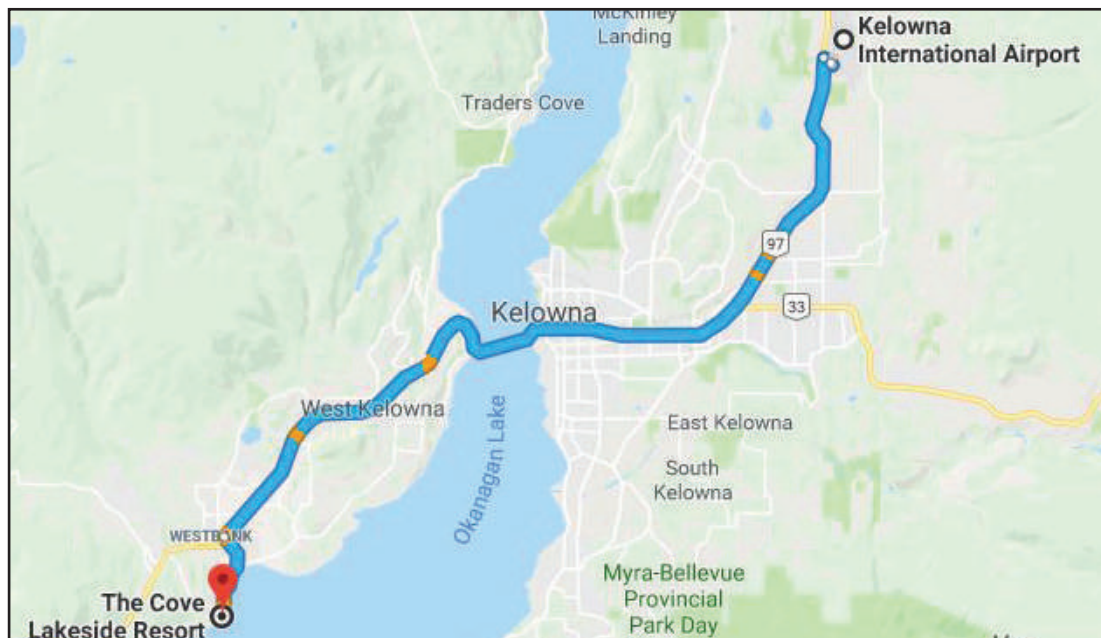 McKinley
Landing
Kelowna
International Airport
Traders Cove
97
33
Kelowna
West Kelowna
East Kelowna
South
Kelowna
Okanagan Lake
WESTBANK
Myra-Bellevue
Provincial
Park Day
The Cove
Lakeside Resort